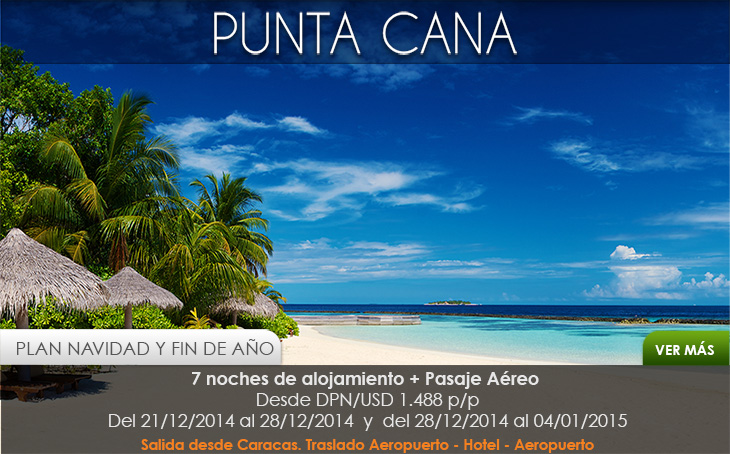 PUNTA CANA
PLAN NAVIDAD Y FIN DE AÑO
VER MÁS
7 noches de alojamiento + Pasaje Aéreo
Desde DPN/USD 1.488 p/p
Del 21/12/2014 al 28/12/2014 y del 28/12/2014 al 04/01/2015
Salida desde Caracas. Traslado Aeropuerto - Hotel - Aeropuerto